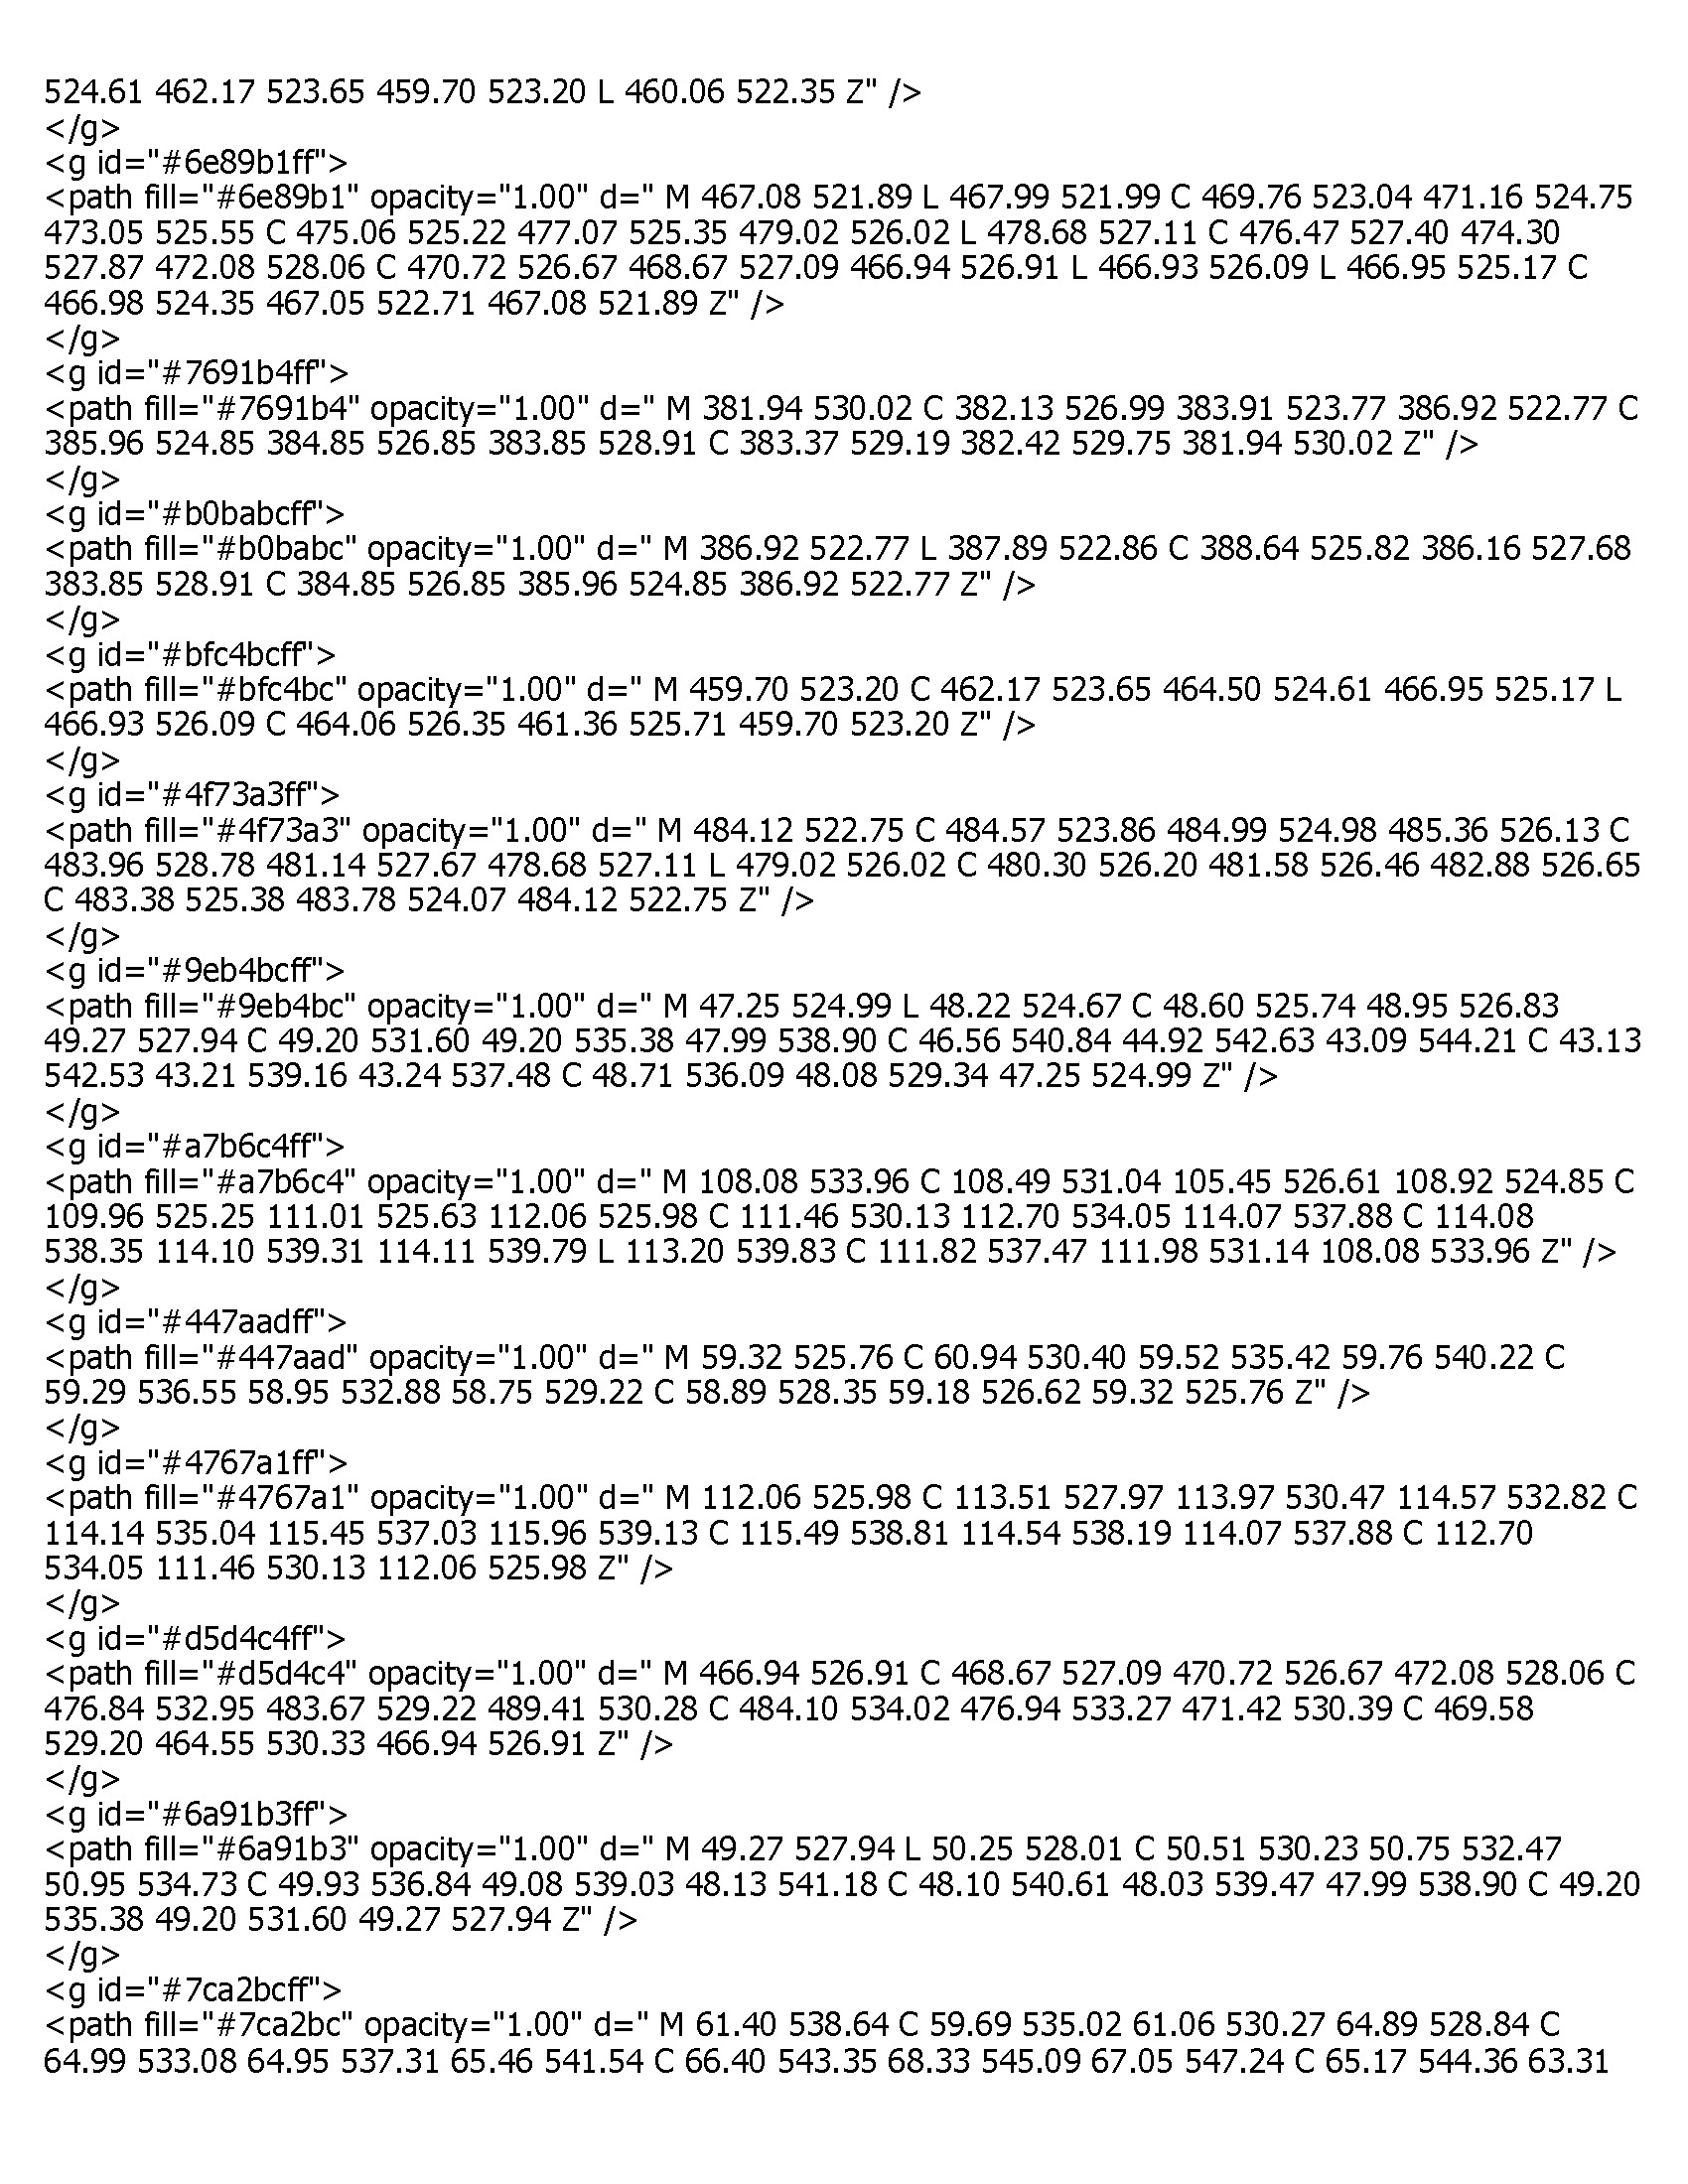 524.61 462.17 523.65 459.70 523.20 L 460.06 522.35 Z" />
</g>
<g id="#6e89b1ff">
<path fill="#6e89b1" opacity="1.00" d=" M 467.08 521.89 L 467.99 521.99 C 469.76 523.04 471.16 524.75
473.05 525.55 C 475.06 525.22 477.07 525.35 479.02 526.02 L 478.68 527.11 C 476.47 527.40 474.30
527.87 472.08 528.06 C 470.72 526.67 468.67 527.09 466.94 526.91 L 466.93 526.09 L 466.95 525.17 C
466.98 524.35 467.05 522.71 467.08 521.89 Z" />
</g>
<g id="#7691b4ff">
<path fill="#7691b4" opacity="1.00" d=" M 381.94 530.02 C 382.13 526.99 383.91 523.77 386.92 522.77 C
385.96 524.85 384.85 526.85 383.85 528.91 C 383.37 529.19 382.42 529.75 381.94 530.02 Z" />
</g>
<g id="#b0babcff">
<path fill="#b0babc" opacity="1.00" d=" M 386.92 522.77 L 387.89 522.86 C 388.64 525.82 386.16 527.68
383.85 528.91 C 384.85 526.85 385.96 524.85 386.92 522.77 Z" />
</g>
<g id="#bfc4bcff">
<path fill="#bfc4bc" opacity="1.00" d=" M 459.70 523.20 C 462.17 523.65 464.50 524.61 466.95 525.17 L
466.93 526.09 C 464.06 526.35 461.36 525.71 459.70 523.20 Z" />
</g>
<g id="#4f73a3ff">
<path fill="#4f73a3" opacity="1.00" d=" M 484.12 522.75 C 484.57 523.86 484.99 524.98 485.36 526.13 C
483.96 528.78 481.14 527.67 478.68 527.11 L 479.02 526.02 C 480.30 526.20 481.58 526.46 482.88 526.65
C 483.38 525.38 483.78 524.07 484.12 522.75 Z" />
</g>
<g id="#9eb4bcff">
<path fill="#9eb4bc" opacity="1.00" d=" M 47.25 524.99 L 48.22 524.67 C 48.60 525.74 48.95 526.83
49.27 527.94 C 49.20 531.60 49.20 535.38 47.99 538.90 C 46.56 540.84 44.92 542.63 43.09 544.21 C 43.13
542.53 43.21 539.16 43.24 537.48 C 48.71 536.09 48.08 529.34 47.25 524.99 Z" />
</g>
<g id="#a7b6c4ff">
<path fill="#a7b6c4" opacity="1.00" d=" M 108.08 533.96 C 108.49 531.04 105.45 526.61 108.92 524.85 C
109.96 525.25 111.01 525.63 112.06 525.98 C 111.46 530.13 112.70 534.05 114.07 537.88 C 114.08
538.35 114.10 539.31 114.11 539.79 L 113.20 539.83 C 111.82 537.47 111.98 531.14 108.08 533.96 Z" />
</g>
<g id="#447aadff">
<path fill="#447aad" opacity="1.00" d=" M 59.32 525.76 C 60.94 530.40 59.52 535.42 59.76 540.22 C
59.29 536.55 58.95 532.88 58.75 529.22 C 58.89 528.35 59.18 526.62 59.32 525.76 Z" />
</g>
<g id="#4767a1ff">
<path fill="#4767a1" opacity="1.00" d=" M 112.06 525.98 C 113.51 527.97 113.97 530.47 114.57 532.82 C
114.14 535.04 115.45 537.03 115.96 539.13 C 115.49 538.81 114.54 538.19 114.07 537.88 C 112.70
534.05 111.46 530.13 112.06 525.98 Z" />
</g>
<g id="#d5d4c4ff">
<path fill="#d5d4c4" opacity="1.00" d=" M 466.94 526.91 C 468.67 527.09 470.72 526.67 472.08 528.06 C
476.84 532.95 483.67 529.22 489.41 530.28 C 484.10 534.02 476.94 533.27 471.42 530.39 C 469.58
529.20 464.55 530.33 466.94 526.91 Z" />
</g>
<g id="#6a91b3ff">
<path fill="#6a91b3" opacity="1.00" d=" M 49.27 527.94 L 50.25 528.01 C 50.51 530.23 50.75 532.47
50.95 534.73 C 49.93 536.84 49.08 539.03 48.13 541.18 C 48.10 540.61 48.03 539.47 47.99 538.90 C 49.20
535.38 49.20 531.60 49.27 527.94 Z" />
</g>
<g id="#7ca2bcff">
<path fill="#7ca2bc" opacity="1.00" d=" M 61.40 538.64 C 59.69 535.02 61.06 530.27 64.89 528.84 C
64.99 533.08 64.95 537.31 65.46 541.54 C 66.40 543.35 68.33 545.09 67.05 547.24 C 65.17 544.36 63.31